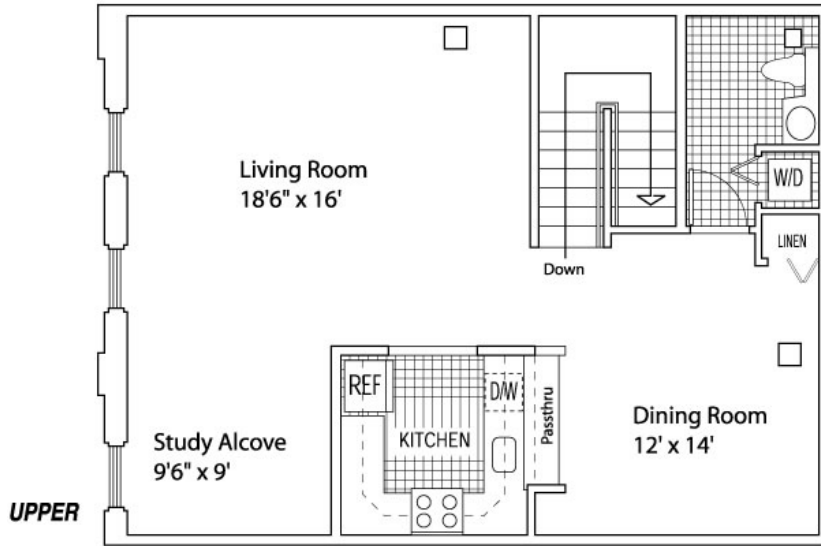 Living Room
18'6" x 16'
W/D
LINEN
Down
REF
D/W
KITCHEN
Passthru
Dining Room
12' x 14'
Study Alcove
9'6" x 9'
UPPER